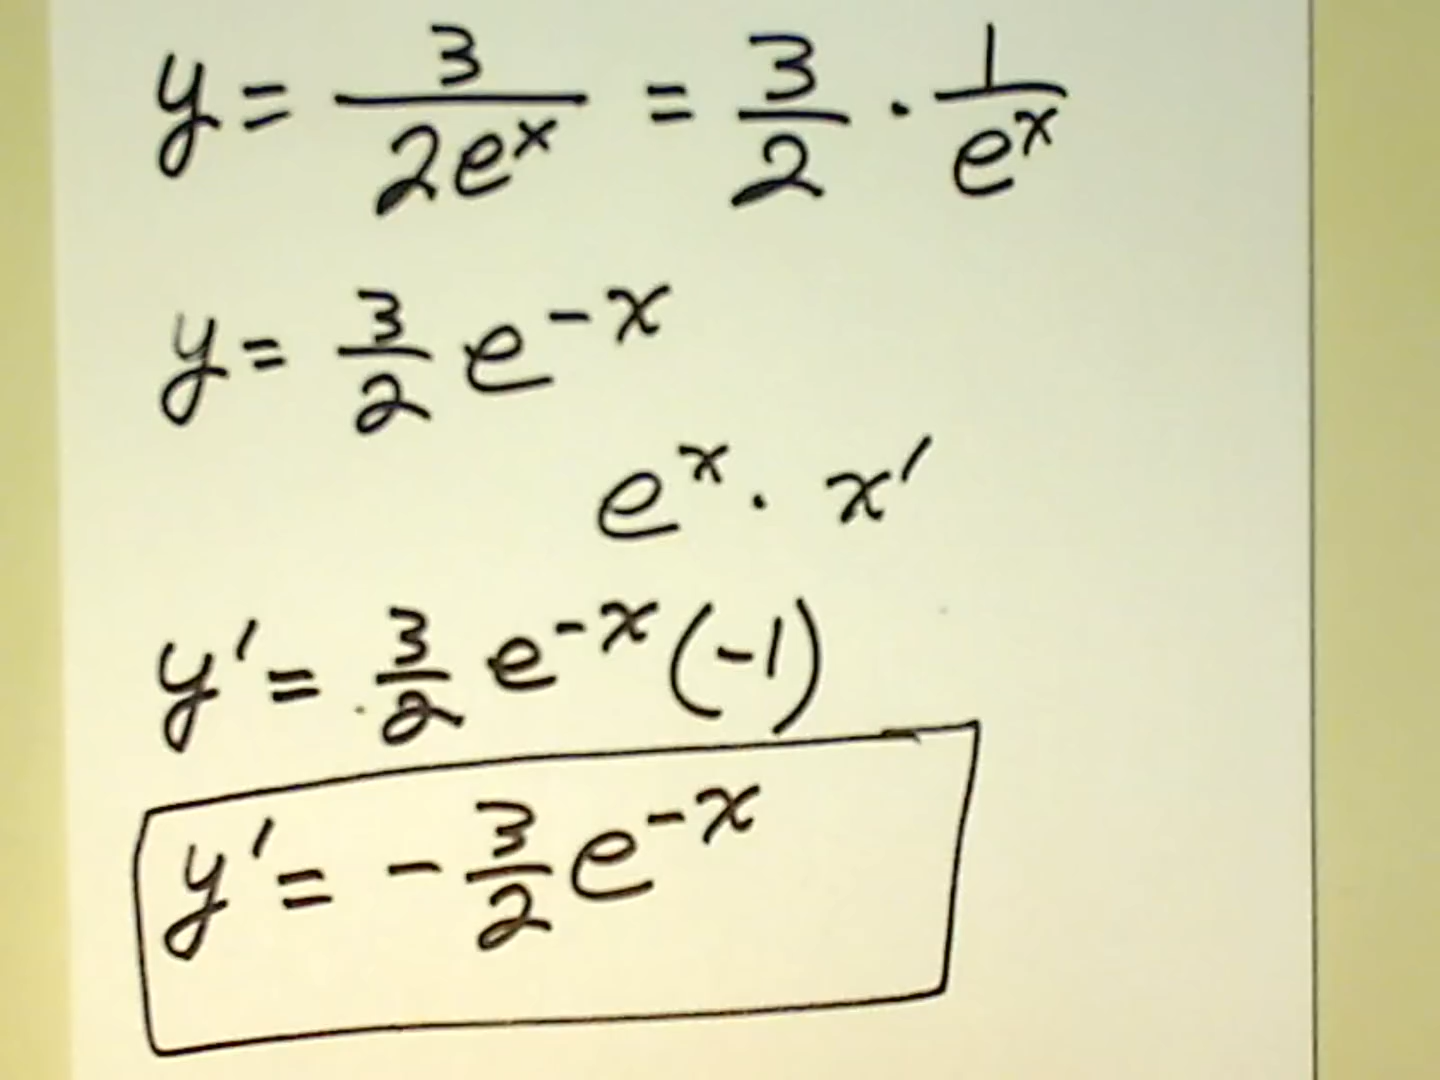 y = 3/(2e^x) = 3/2 · 1/e^x
y = 3/2 e^-x
e^x · x'
y' = 3/2 e^-x (-1)
y' = - 3/2 e^-x